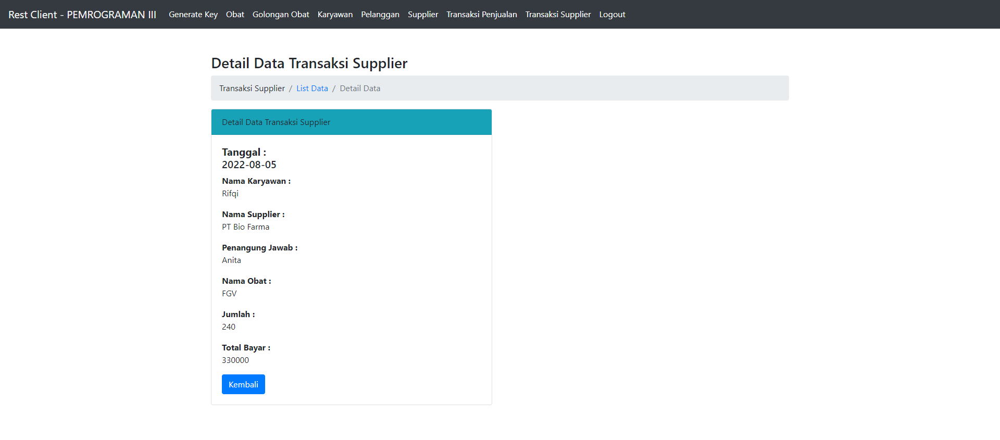 Rest Client - PEMROGRAMAN III Generate Key Obat Golongan Obat Karyawan Pelanggan Supplier Transaksi Penjualan Transaksi Supplier Logout
Detail Data Transaksi Supplier
Transaksi Supplier / List Data / Detail Data
Detail Data Transaksi Supplier
Tanggal :
2022-08-05
Nama Karyawan :
Rifqi
Nama Supplier :
PT Bio Farma
Penangung Jawab :
Anita
Nama Obat :
FGV
Jumlah :
240
Total Bayar :
330000
Kembali